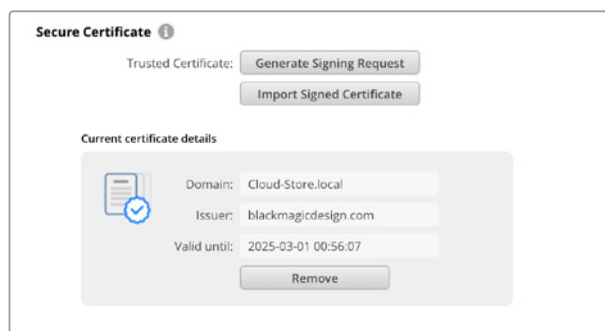 Secure Certificate
Trusted Certificate: Generate Signing Request
Import Signed Certificate
Current certificate details
Domain: Cloud-Store.local
Issuer: blackmagicdesign.com
Valid until: 2025-03-01 00:56:07
Remove